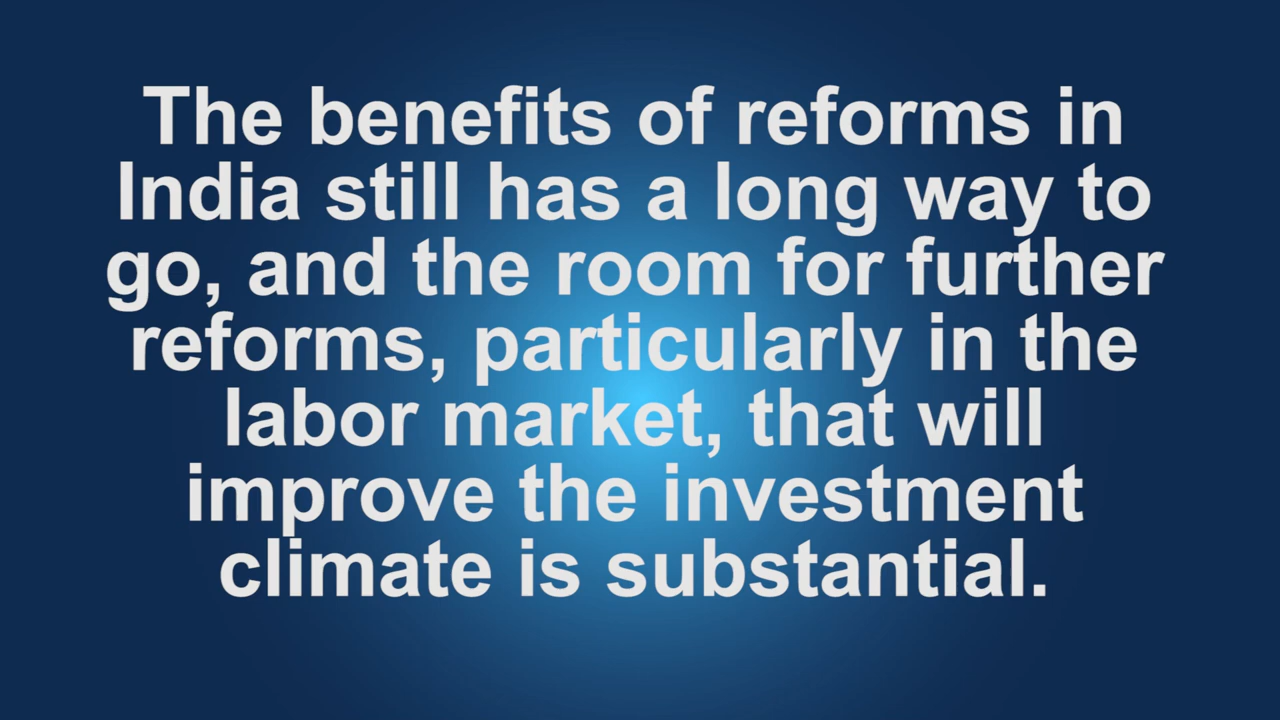 The benefits of reforms in
India still has a long way to
go, and the room for further
reforms, particularly in the
labor market, that will
improve the investment
climate is substantial.